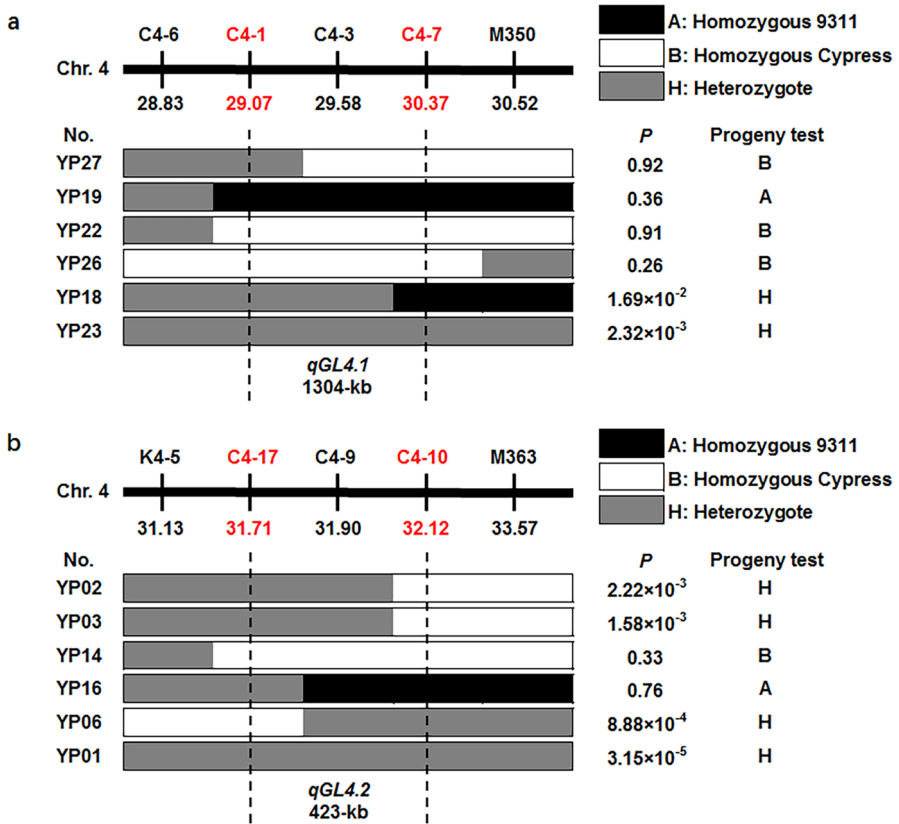 a
C4-6 C4-1 C4-3 C4-7 M350
Chr. 4
28.83 29.07 29.58 30.37 30.52
A: Homozygous 9311
B: Homozygous Cypress
H: Heterozygote
No. P Progeny test
YP27 0.92 B
YP19 0.36 A
YP22 0.91 B
YP26 0.26 B
YP18 1.69×10-2 H
YP23 2.32×10-3 H
qGL4.1
1304-kb
b
K4-5 C4-17 C4-9 C4-10 M363
Chr. 4
31.13 31.71 31.90 32.12 33.57
A: Homozygous 9311
B: Homozygous Cypress
H: Heterozygote
No. P Progeny test
YP02 2.22×10-3 H
YP03 1.58×10-3 H
YP14 0.33 B
YP16 0.76 A
YP06 8.88×10-4 H
YP01 3.15×10-5 H
qGL4.2
423-kb